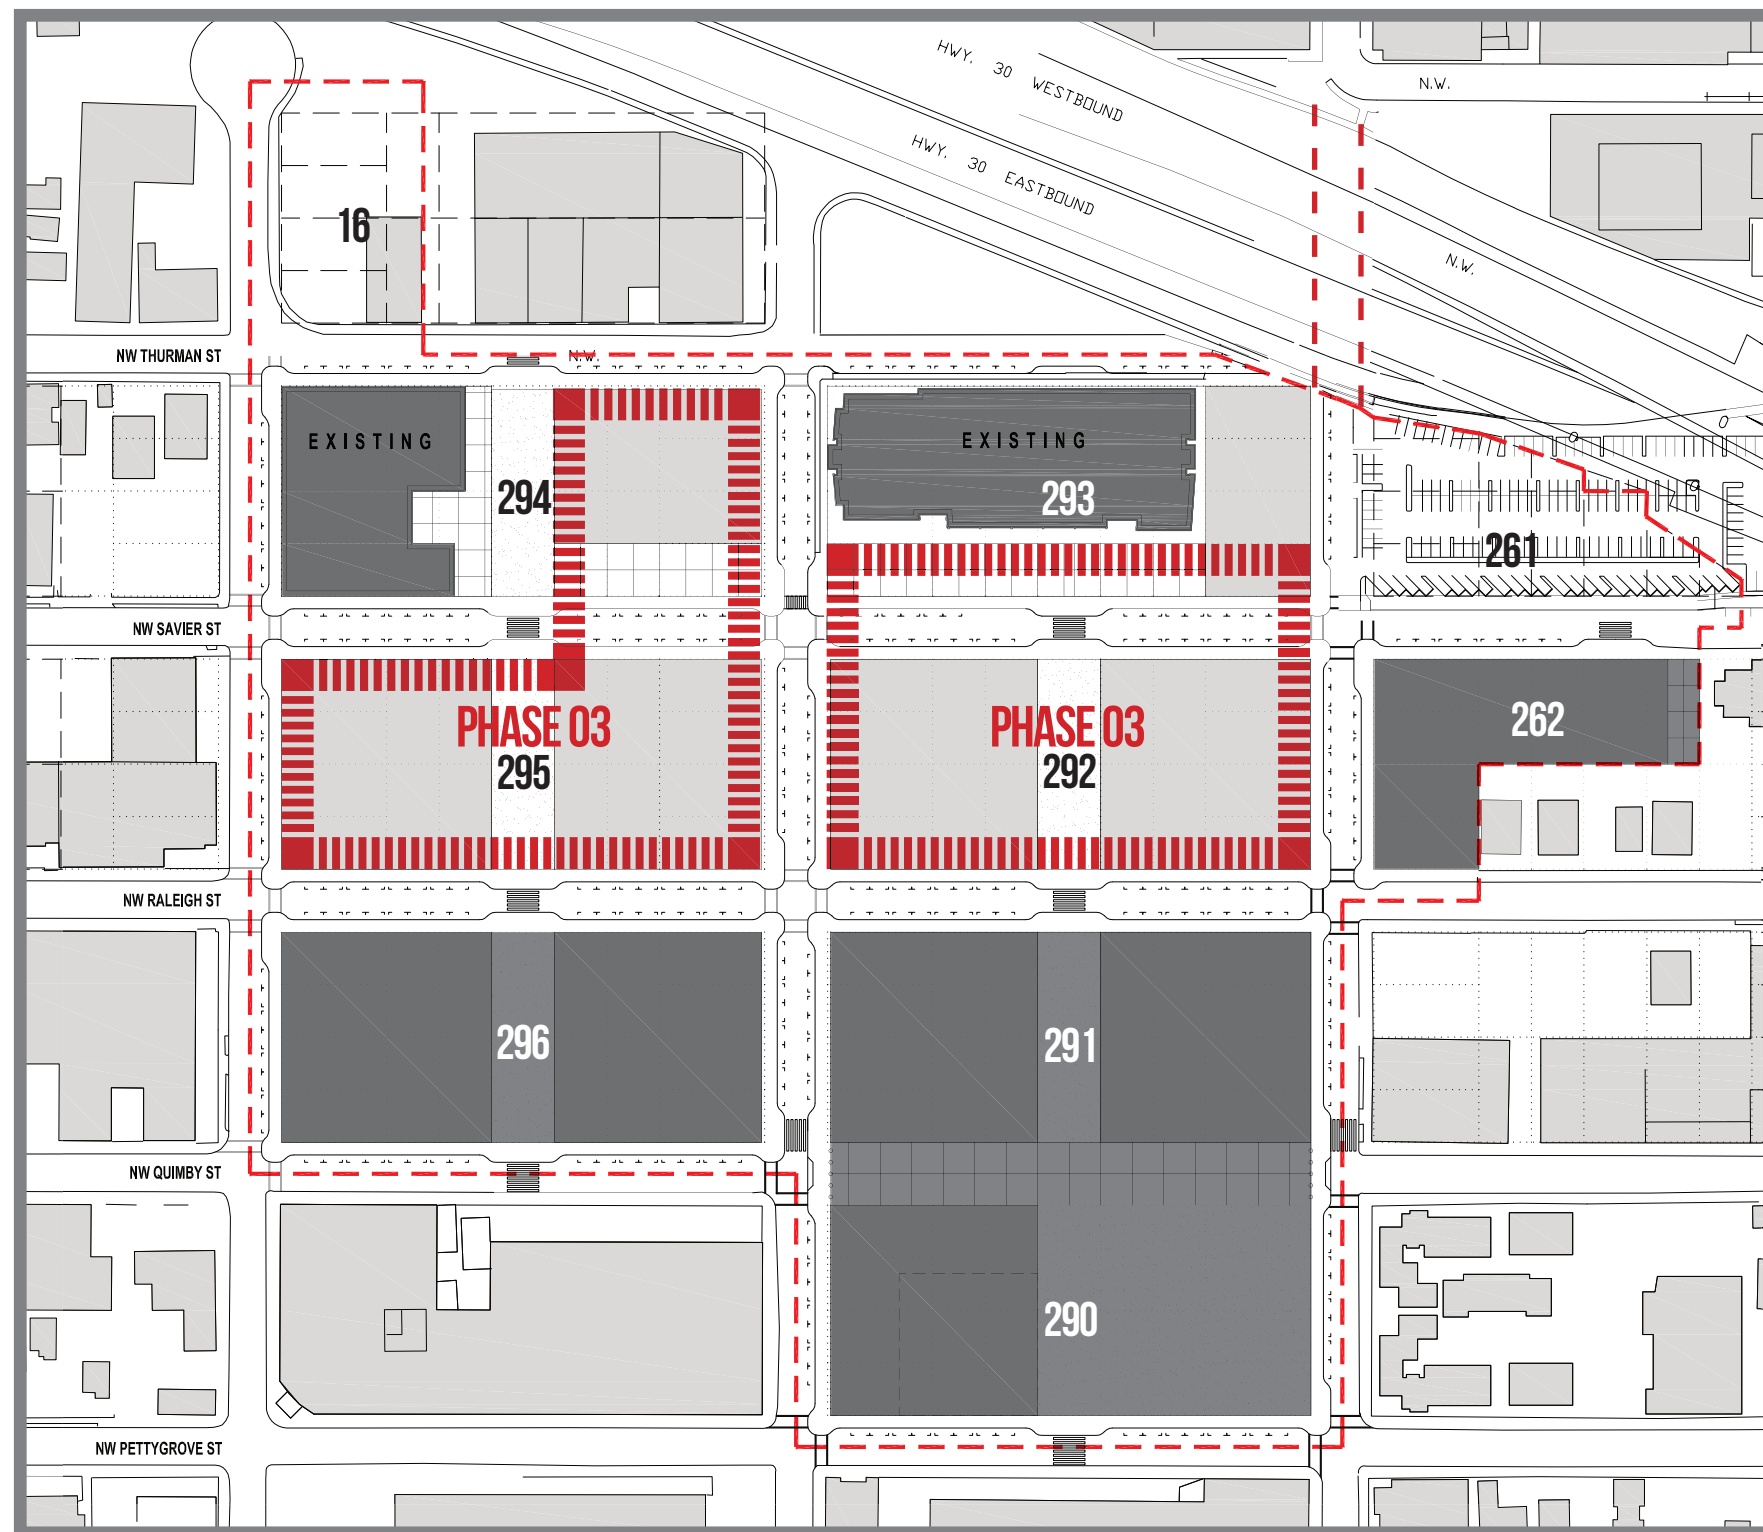 HWY. 30 WESTBOUND
N.W.
HWY. 30 EASTBOUND
16
N.W.
NW THURMAN ST
N.W.
EXISTING
EXISTING
294
293
261
NW SAVIER ST
PHASE 03
295
PHASE 03
292
262
NW RALEIGH ST
296
291
NW QUIMBY ST
290
NW PETTYGROVE ST